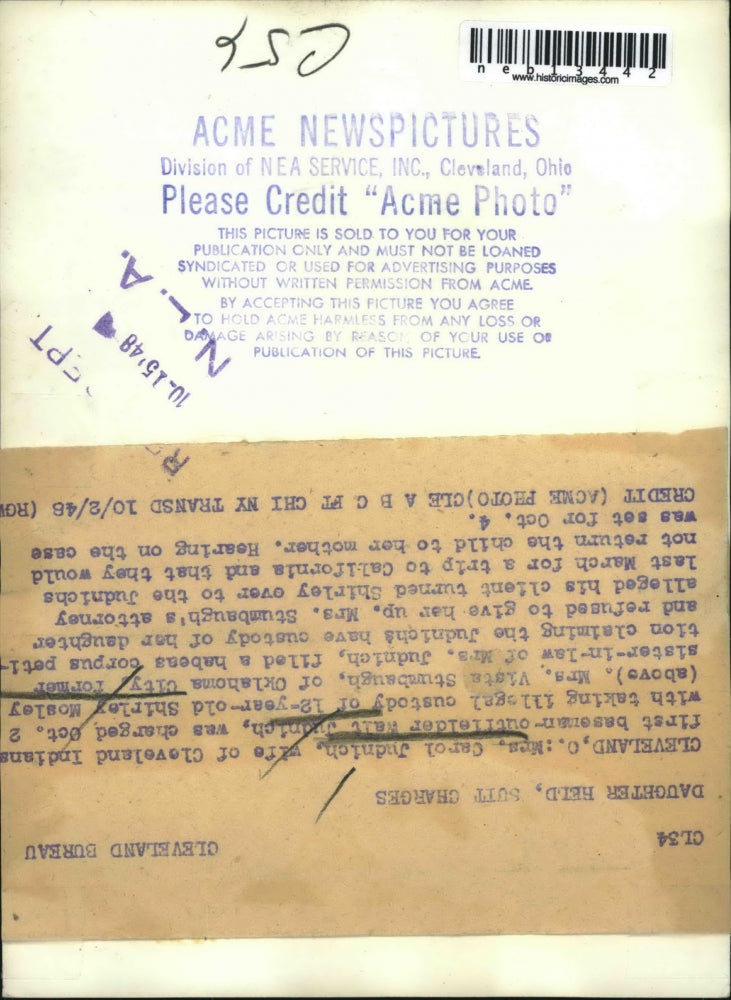 CSK
neb13442
www.historicimages.com
ACME NEWSPICTURES
Division of NEA SERVICE, INC., Cleveland, Ohio
Please Credit "Acme Photo"
THIS PICTURE IS SOLD TO YOU FOR YOUR
PUBLICATION ONLY AND MUST NOT BE LOANED
SYNDICATED OR USED FOR ADVERTISING PURPOSES
WITHOUT WRITTEN PERMISSION FROM ACME.
BY ACCEPTING THIS PICTURE YOU AGREE
TO HOLD ACME HARMLESS FROM ANY LOSS OR
DAMAGE ARISING BY REASON OF YOUR USE OR
PUBLICATION OF THIS PICTURE.
10-15'48
CL34
CLEVELAND BUREAU
DAUGHTER HELD, SUIT CHARGES
CLEVELAND,O.:Mrs. Carol Judnich, wife of Cleveland Indians
first baseman-outfielder Walt Judnich, was charged Oct. 2
with taking illegal custody of 12-year-old Shirley Mosley
(above). Mrs. Vista Stumbaugh, of Oklahoma City, former
sister-in-law of Mrs. Judnich, filed a habeas corpus peti-
tion claiming the Judnichs have custody of her daughter
and refused to give her up. Mrs. Stumbaugh's attorney
alleged his client turned Shirley over to the Judnichs
last March for a trip to California and that they would
not return the child to her mother. Hearing on the case
was set for Oct. 4.
CREDIT (ACME PHOTO)CLE A B C FT CHI NY TRANSD 10/2/48